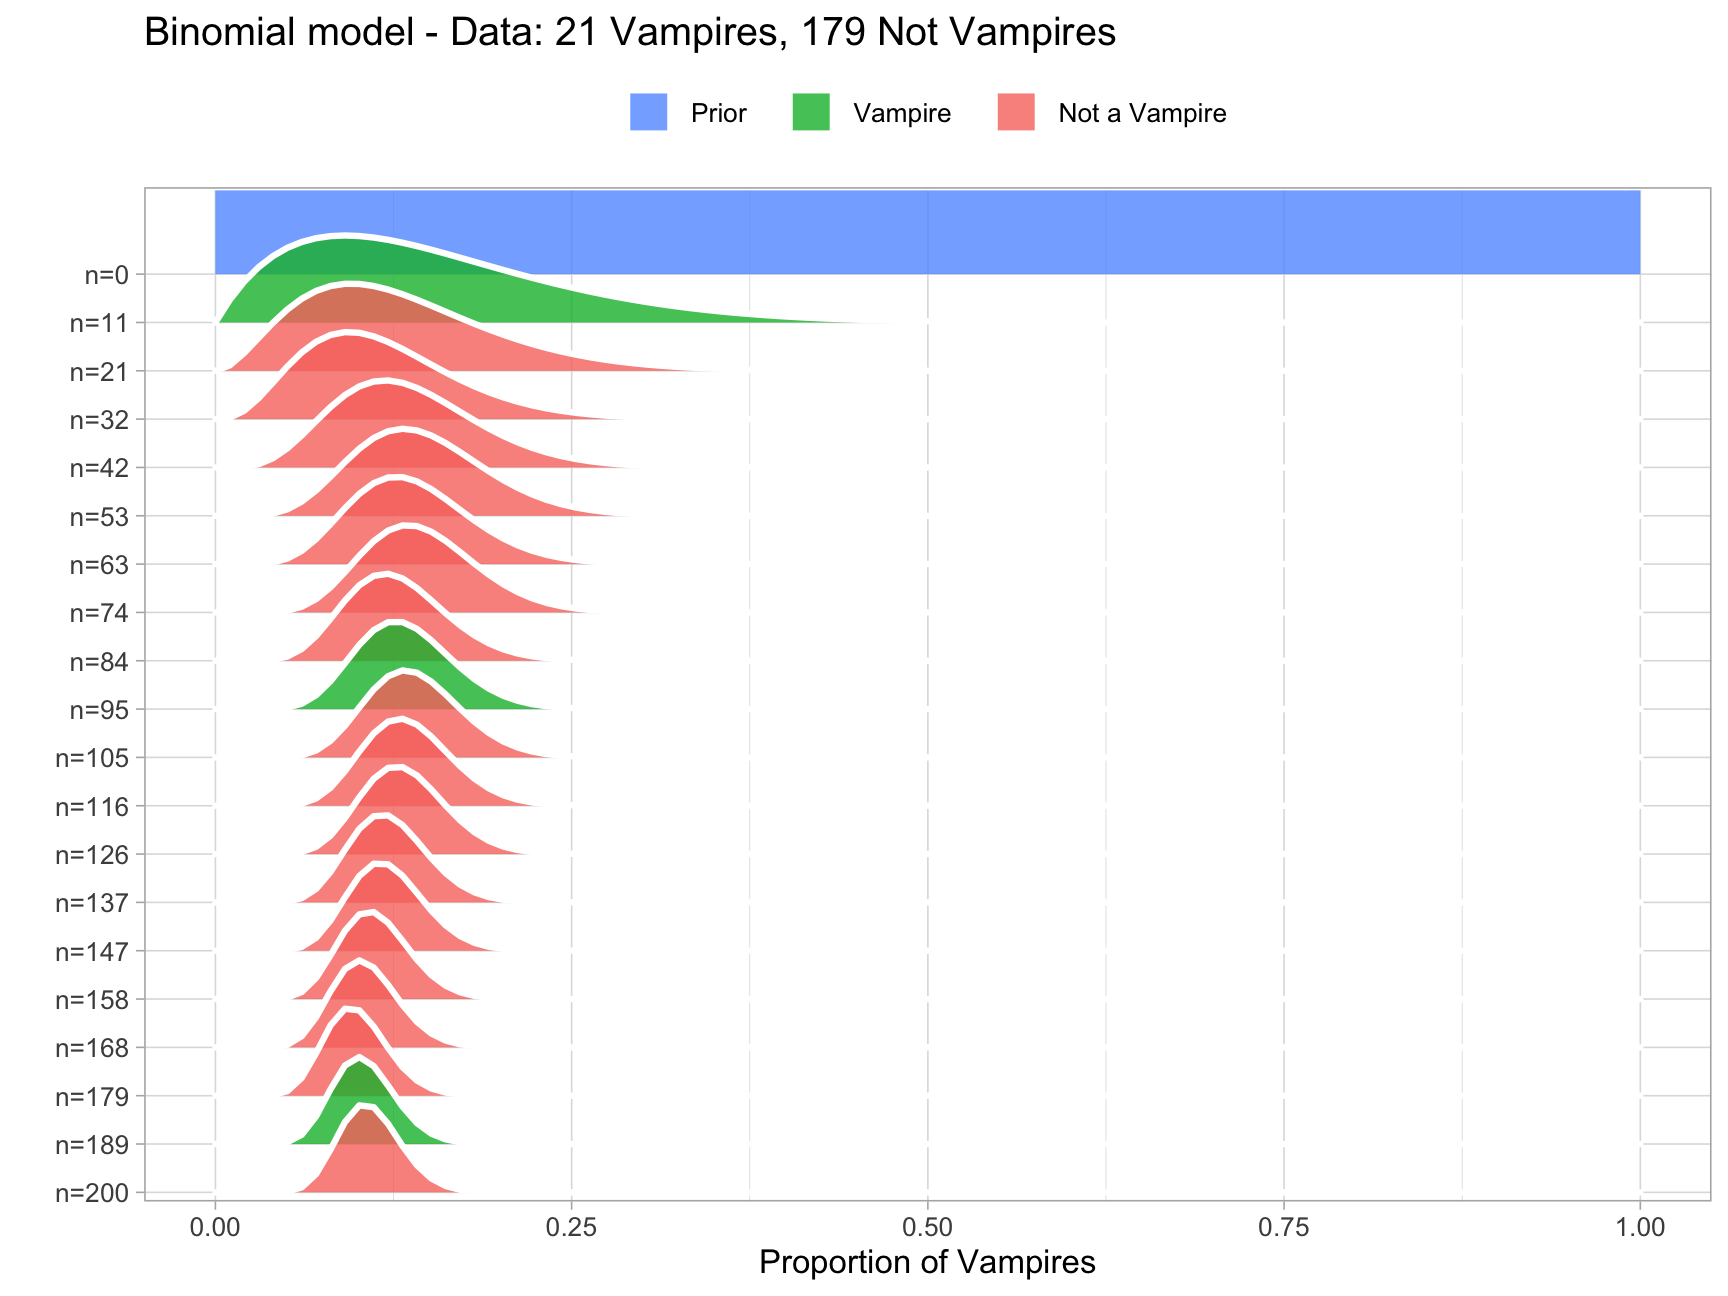 Binomial model - Data: 21 Vampires, 179 Not Vampires
Prior Vampire Not a Vampire
n=0
n=11
n=21
n=32
n=42
n=53
n=63
n=74
n=84
n=95
n=105
n=116
n=126
n=137
n=147
n=158
n=168
n=179
n=189
n=200
0.00 0.25 0.50 0.75 1.00
Proportion of Vampires